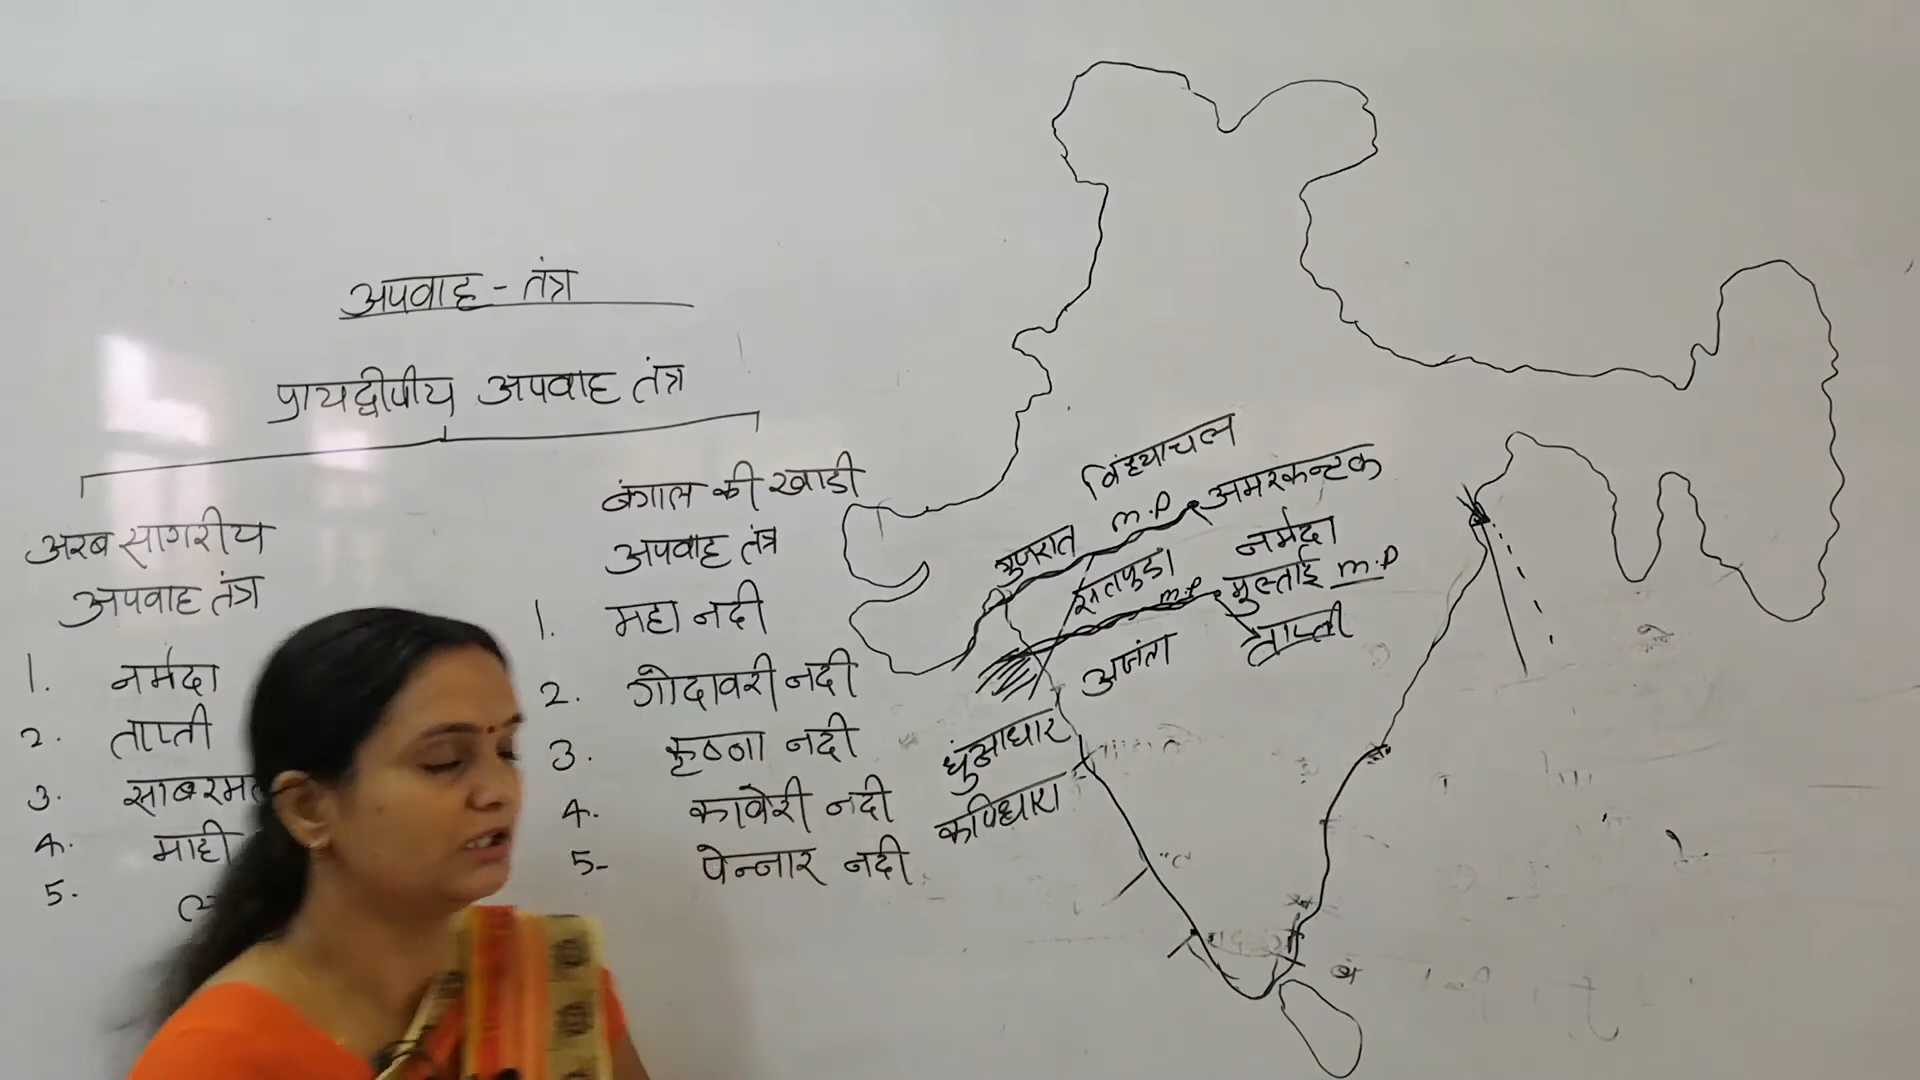 अपवाह - तंत्र
प्रायद्वीपीय अपवाह तंत्र
अरब सागरीय
अपवाह तंत्र
1. नर्मदा
2. ताप्ती
3. साबरम
4. माही
5.
बंगाल की खाडी
अपवाह तंत्र
1. महा नदी
2. गोदावरी नदी
3. कृष्णा नदी
4. कावेरी नदी
5- पेन्नार नदी
विंध्याचल
m.p अमरकन्टक
गुजरात
नर्मदा
सतपुडा
m.p मुल्ताई m.p
ताप्ती
अजंता
धुंआधार
कपिधारा